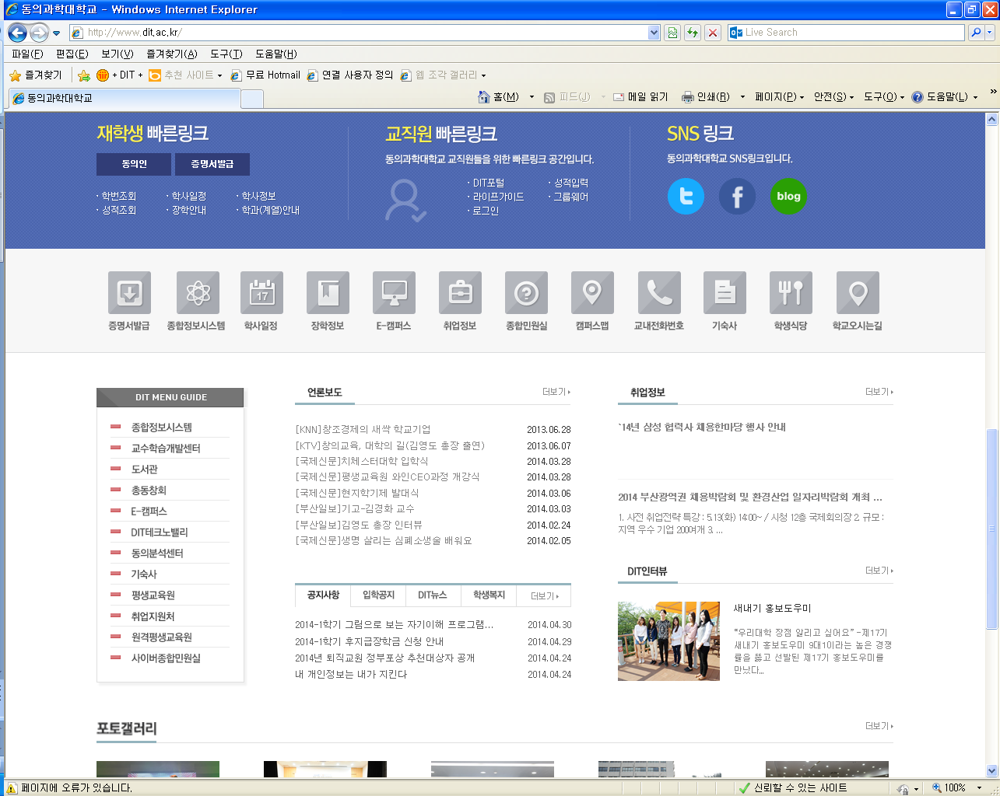 동의과학대학교 - Windows Internet Explorer
http://www.dit.ac.kr/
Live Search
파일(F) 편집(E) 보기(V) 즐겨찾기(A) 도구(T) 도움말(H)
즐겨찾기 + DIT + 추천 사이트 무료 Hotmail 연결 사용자 정의 웹 조각 갤러리
동의과학대학교
홈(M) 피드(J) 메일 읽기 인쇄(R) 페이지(P) 안전(S) 도구(O) 도움말(L) »
재학생 빠른링크
동의인 증명서발급
· 학번조회 · 학사일정 · 학사정보
· 성적조회 · 장학안내 · 학과(계열)안내
교직원 빠른링크
동의과학대학교 교직원들을 위한 빠른링크 공간입니다.
· DIT포털 · 성적입력
· 라이프가이드 · 그룹웨어
· 로그인
SNS 링크
동의과학대학교 SNS링크입니다.
blog
17
증명서발급 종합정보시스템 학사일정 장학정보 E-캠퍼스 취업정보 종합민원실 캠퍼스맵 교내전화번호 기숙사 학생식당 학교오시는길
DIT MENU GUIDE
종합정보시스템
교수학습개발센터
도서관
총동창회
E-캠퍼스
DIT테크노밸리
동의분석센터
기숙사
평생교육원
취업지원처
원격평생교육원
사이버종합민원실
언론보도 더보기
[KNN]창조경제의 새싹 학교기업 2013.06.28
[KTV]창의교육, 대학의 길(김영도 총장 출연) 2013.06.07
[국제신문]치체스터대학 입학식 2014.03.28
[국제신문]평생교육원 와인CEO과정 개강식 2014.03.28
[국제신문]현지학기제 발대식 2014.03.06
[부산일보]기고-김경화 교수 2014.03.03
[부산일보]김영도 총장 인터뷰 2014.02.24
[국제신문]생명 살리는 심폐소생술 배워요 2014.02.05
공지사항 입학공지 DIT뉴스 학생복지 더보기
2014-1학기 그림으로 보는 자기이해 프로그램... 2014.04.30
2014-1학기 후지급장학금 신청 안내 2014.04.29
2014년 퇴직교원 정부포상 추천대상자 공개 2014.04.24
내 개인정보는 내가 지킨다 2014.04.24
취업정보 더보기
`14년 삼성 협력사 채용한마당 행사 안내
2014 부산광역권 채용박람회 및 환경산업 일자리박람회 개최 ...
1. 사전 취업전략 특강 : 5.13(화) 14:00~ / 시청 12층 국제회의장 2. 규모 :
지역 우수 기업 200여개 3. ...
DIT인터뷰 더보기
새내기 홍보도우미
“우리대학 장점 알리고 싶어요” -제17기
새내기 홍보도우미 9대1이라는 높은 경쟁
률을 뚫고 선발된 제17기 홍보도우미를
만났다...
포토갤러리 더보기
페이지에 오류가 있습니다. 신뢰할 수 있는 사이트 100%